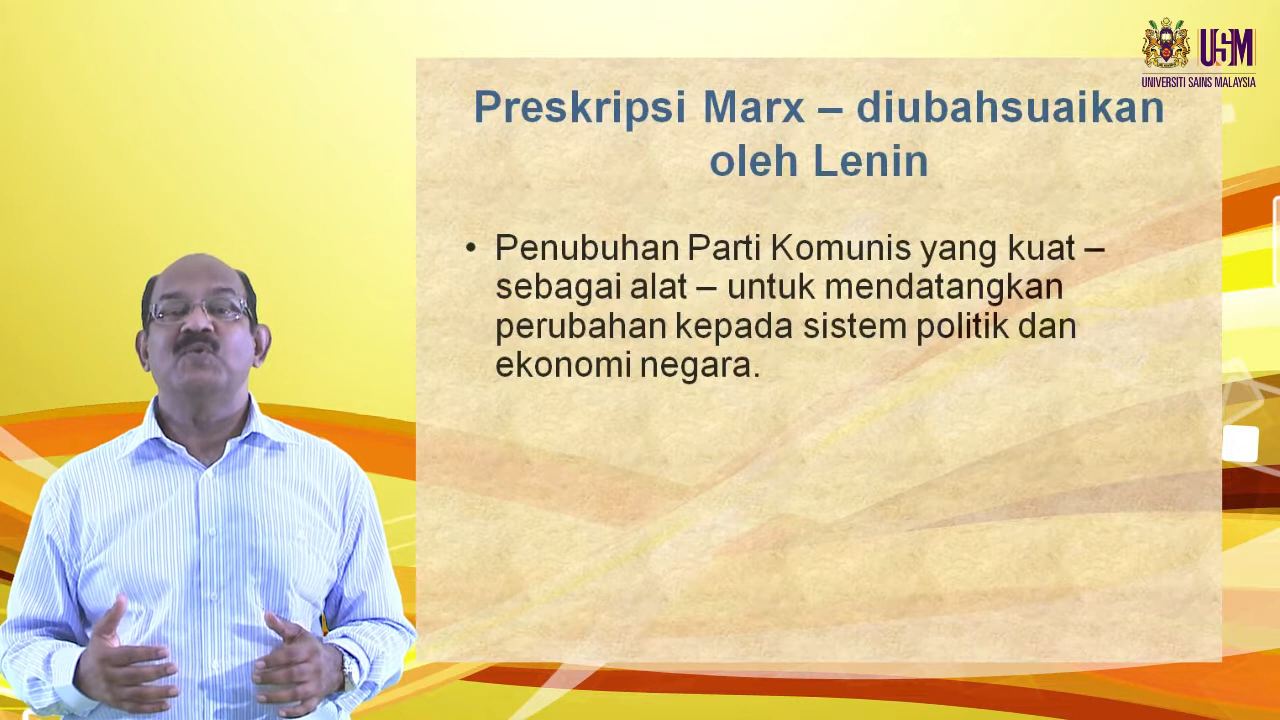 USM
UNIVERSITI SAINS MALAYSIA
Preskripsi Marx – diubahsuaikan
oleh Lenin
• Penubuhan Parti Komunis yang kuat –
sebagai alat – untuk mendatangkan
perubahan kepada sistem politik dan
ekonomi negara.